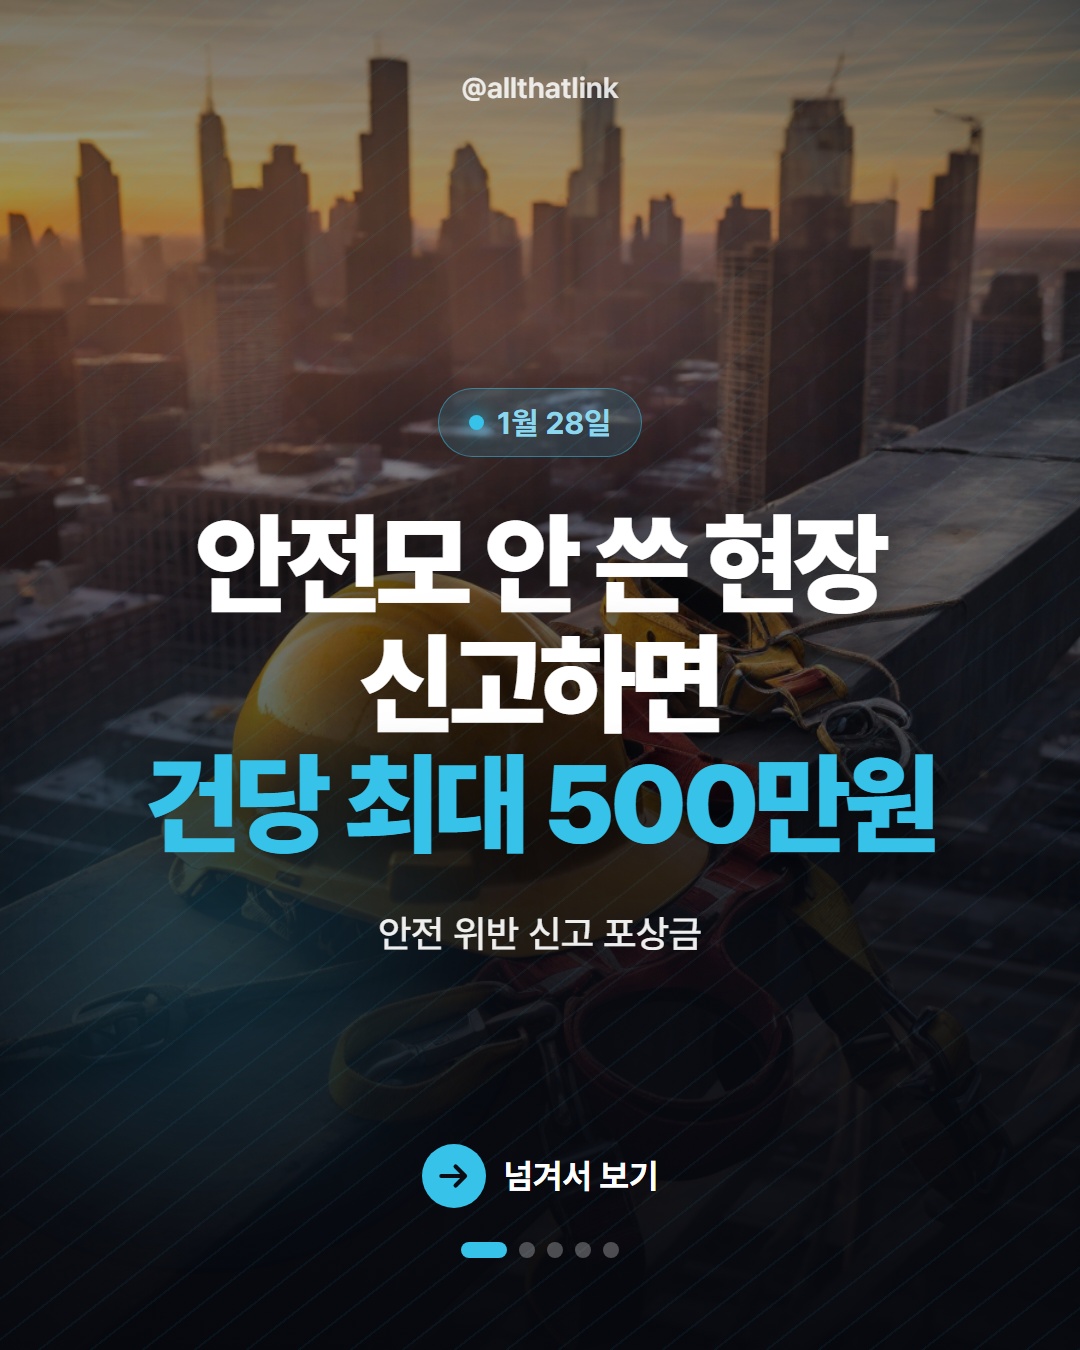 @allthatlink
1월 28일
안전모 안 쓴 현장
신고하면
건당 최대 500만원
안전 위반 신고 포상금
넘겨서 보기